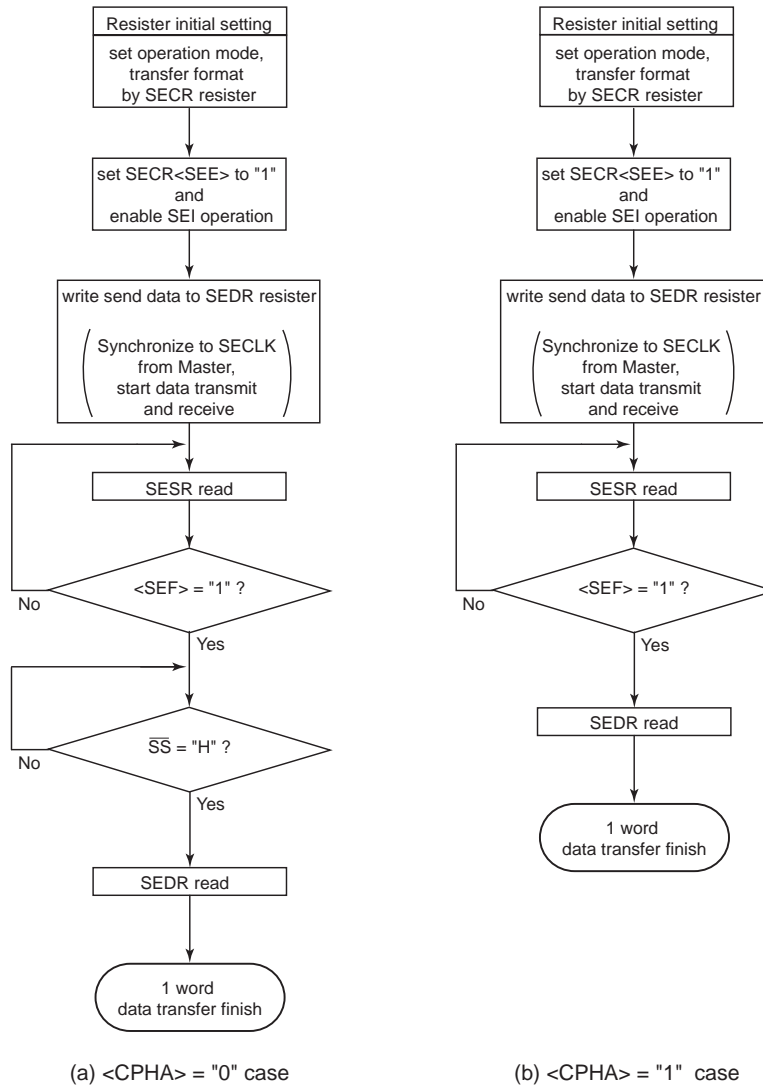 Resister initial setting
set operation mode,
transfer format
by SECR resister
set SECR<SEE> to "1"
and
enable SEI operation
write send data to SEDR resister
Synchronize to SECLK
from Master,
start data transmit
and receive
SESR read
<SEF> = "1" ?
No
Yes
SS = "H" ?
No
Yes
SEDR read
1 word
data transfer finish
(a) <CPHA> = "0" case
Resister initial setting
set operation mode,
transfer format
by SECR resister
set SECR<SEE> to "1"
and
enable SEI operation
write send data to SEDR resister
Synchronize to SECLK
from Master,
start data transmit
and receive
SESR read
<SEF> = "1" ?
No
Yes
SEDR read
1 word
data transfer finish
(b) <CPHA> = "1" case